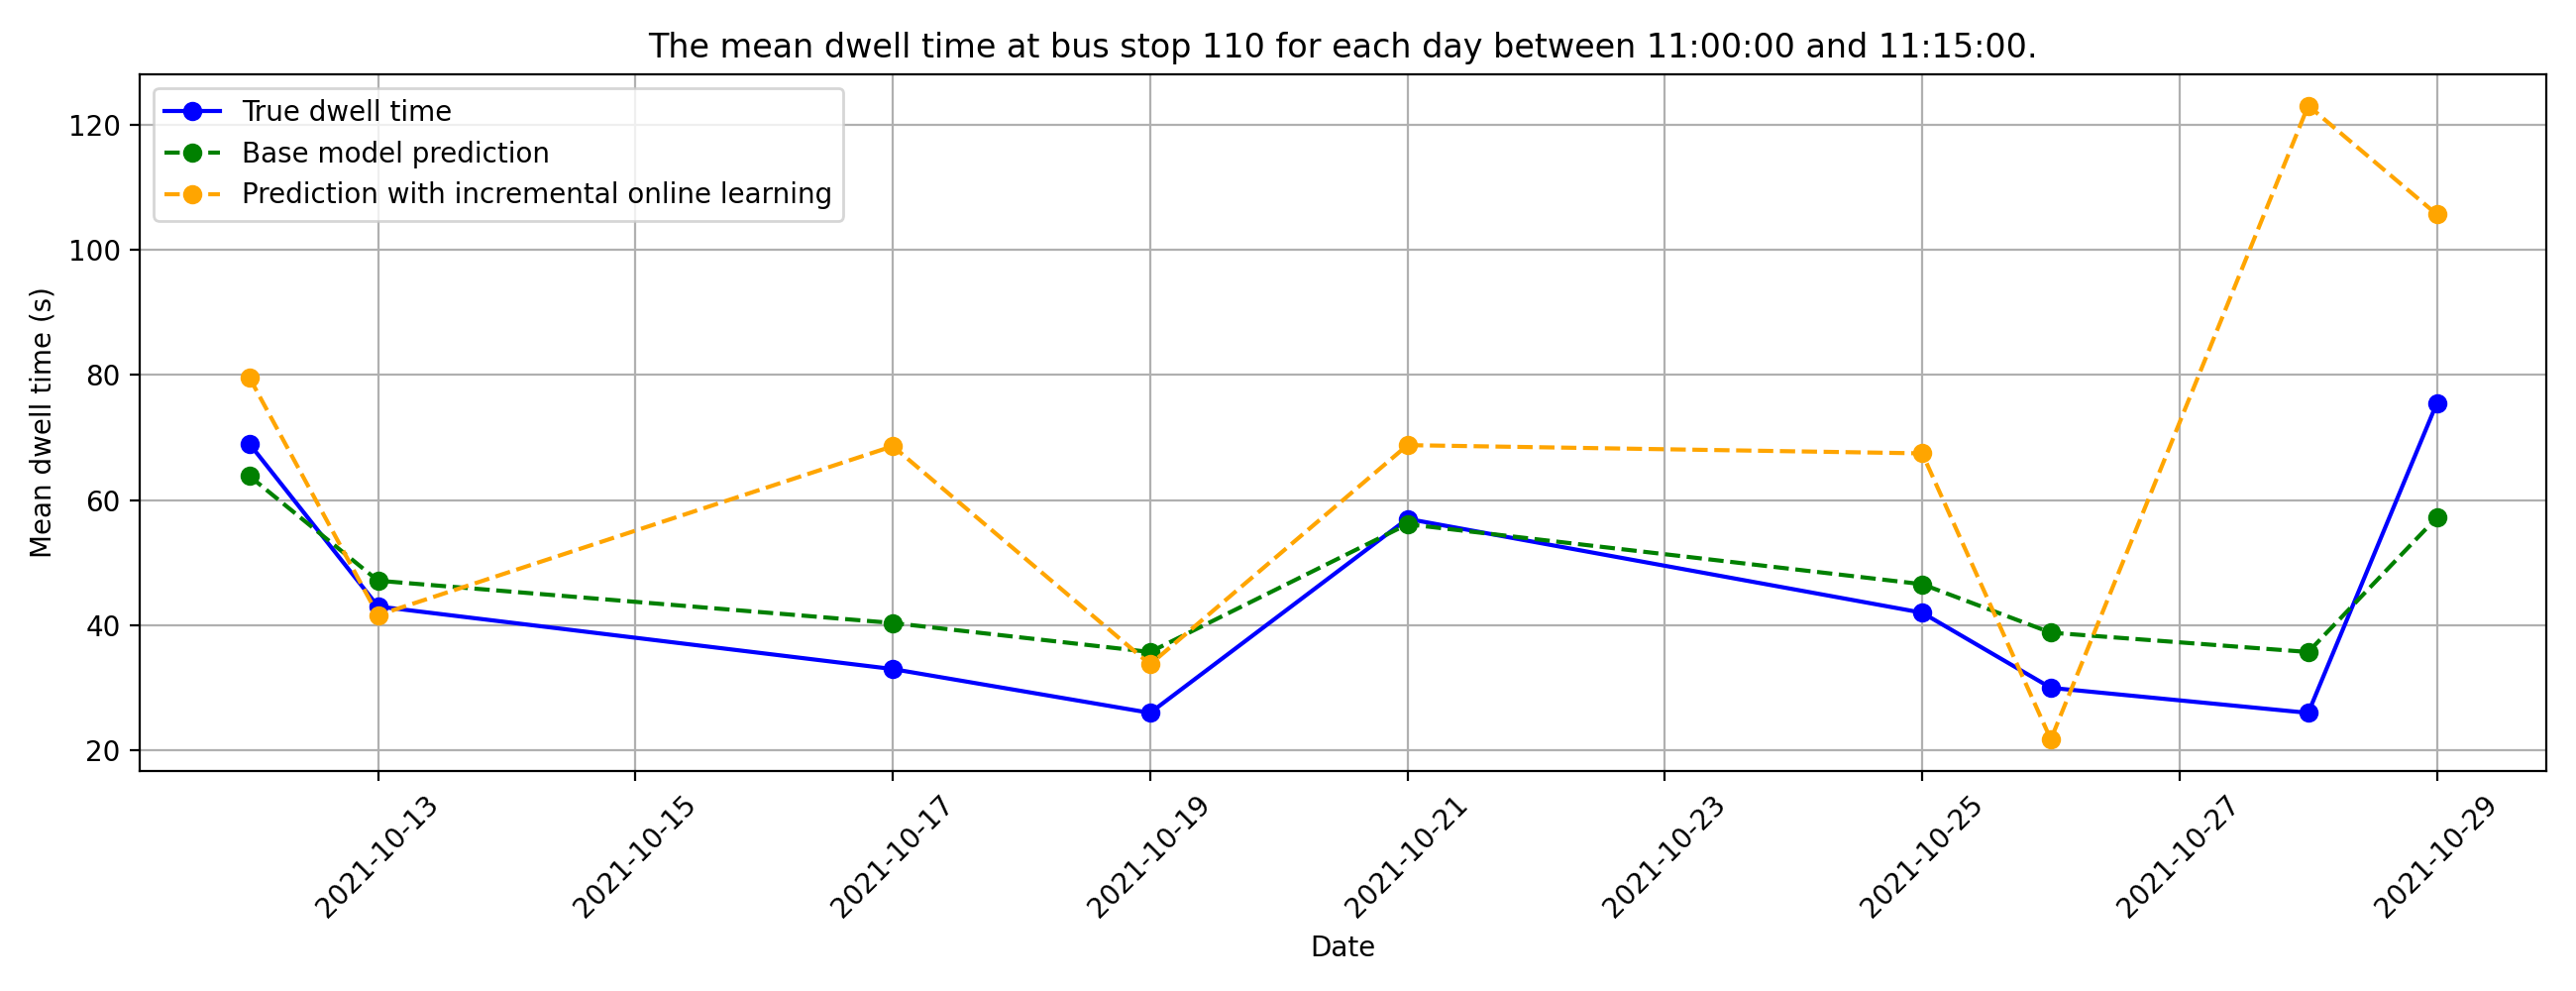 The mean dwell time at bus stop 110 for each day between 11:00:00 and 11:15:00.
True dwell time
Base model prediction
Prediction with incremental online learning
Mean dwell time (s)
120
100
80
60
40
20
2021-10-13
2021-10-15
2021-10-17
2021-10-19
2021-10-21
2021-10-23
2021-10-25
2021-10-27
2021-10-29
Date